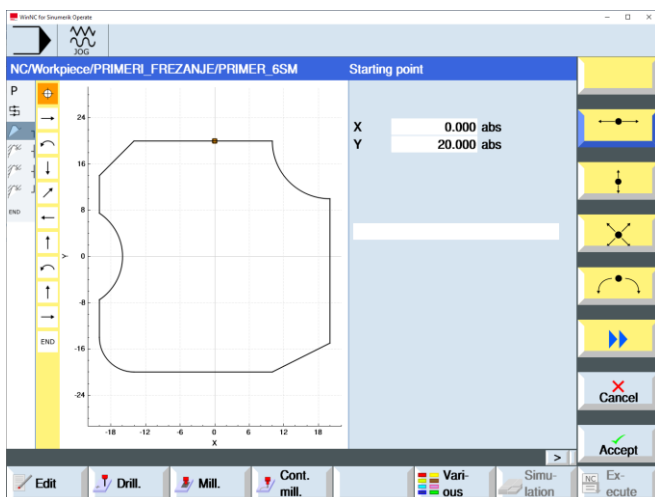 WinNC for Sinumerik Operate
JOG
NC/Workpiece/PRIMERI_FREZANJE/PRIMER_6SM
Starting point
P
END
END
24
16
8
0
-8
-16
-24
Y
-18
-12
-6
0
6
12
18
X
X 0.000 abs
Y 20.000 abs
Cancel
Accept
>
Edit
Drill.
Mill.
Cont.
mill.
Vari-
ous
Simu-
lation
NC
Ex-
ecute